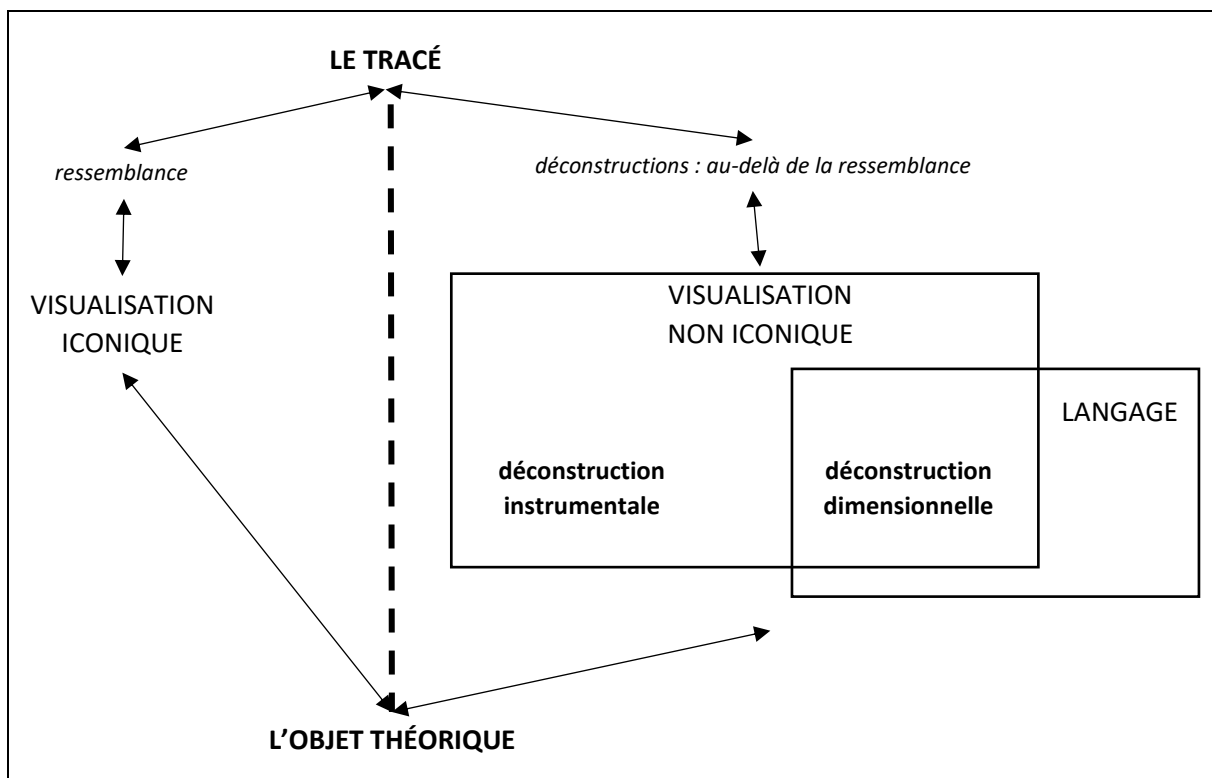 LE TRACÉ
ressemblance
déconstructions : au-delà de la ressemblance
VISUALISATION
ICONIQUE
VISUALISATION
NON ICONIQUE
LANGAGE
déconstruction
instrumentale
déconstruction
dimensionnelle
L’OBJET THÉORIQUE